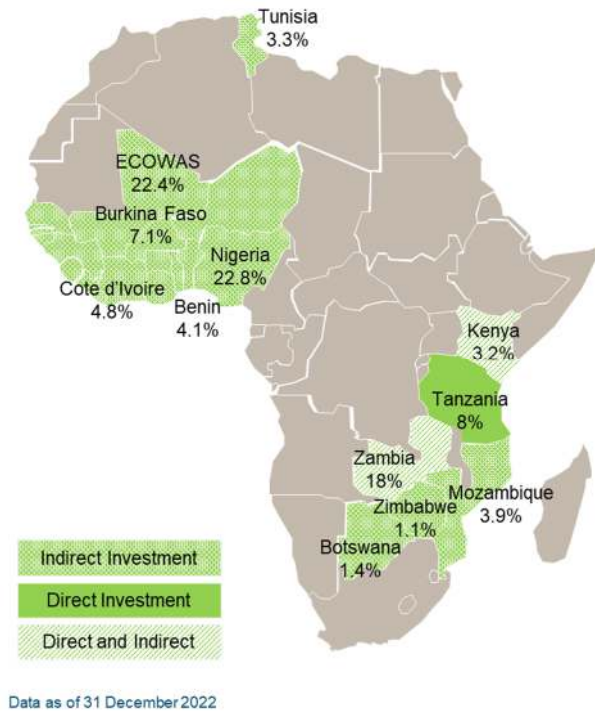 Tunisia
3.3%
ECOWAS
22.4%
Burkina Faso
7.1%
Nigeria
22.8%
Cote d'Ivoire
4.8%
Benin
4.1%
Kenya
3.2%
Tanzania
8%
Zambia
18%
Mozambique
3.9%
Zimbabwe
1.1%
Botswana
1.4%
Indirect Investment
Direct Investment
Direct and Indirect
Data as of 31 December 2022